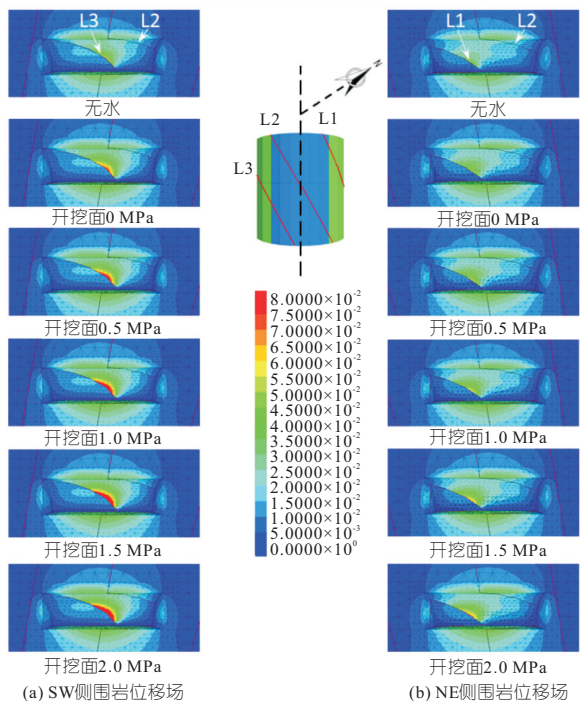 L3 L2
无水
开挖面0 MPa
开挖面0.5 MPa
开挖面1.0 MPa
开挖面1.5 MPa
开挖面2.0 MPa
(a) SW侧围岩位移场
L2 L1
L3
8.0000×10⁻²
7.5000×10⁻²
7.0000×10⁻²
6.5000×10⁻²
6.0000×10⁻²
5.5000×10⁻²
5.0000×10⁻²
4.5000×10⁻²
4.0000×10⁻²
3.5000×10⁻²
3.0000×10⁻²
2.5000×10⁻²
2.0000×10⁻²
1.5000×10⁻²
1.0000×10⁻²
5.0000×10⁻³
0.0000×10⁰
L1 L2
无水
开挖面0 MPa
开挖面0.5 MPa
开挖面1.0 MPa
开挖面1.5 MPa
开挖面2.0 MPa
(b) NE侧围岩位移场